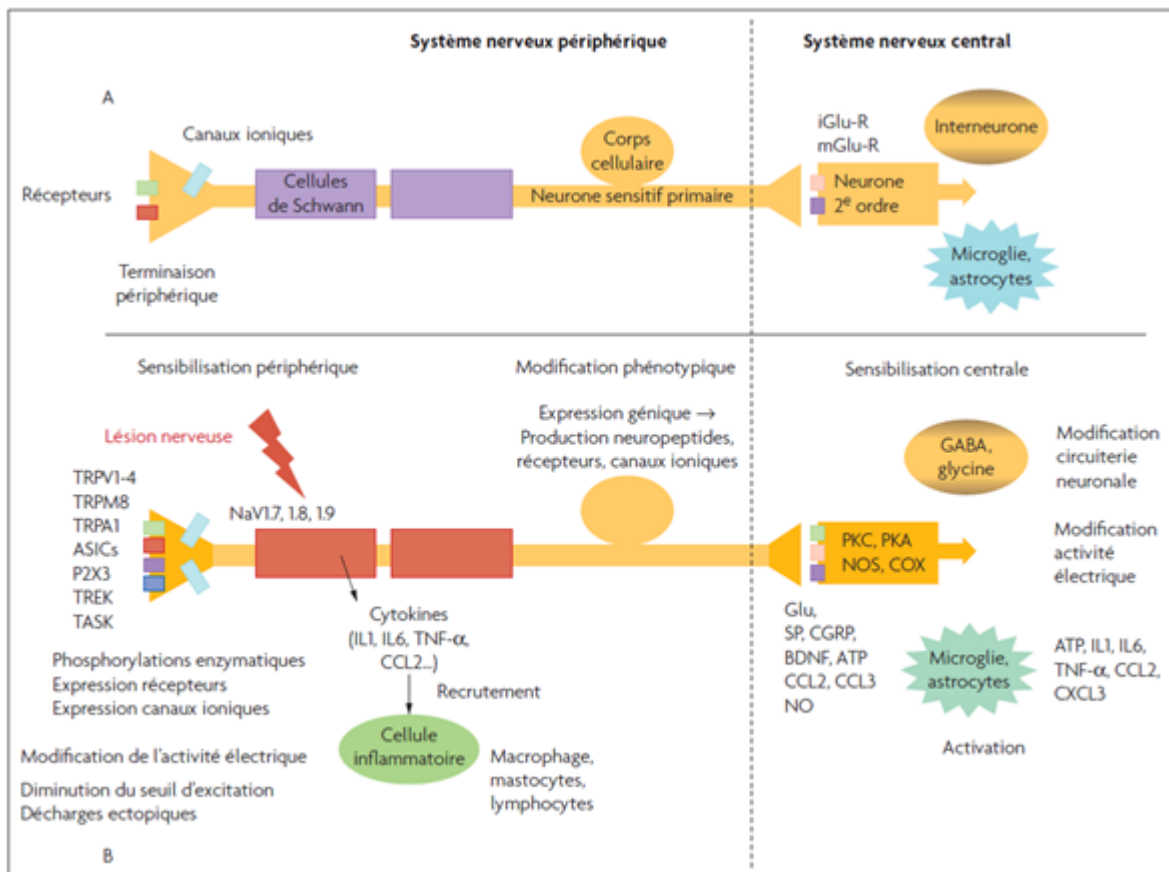 Système nerveux périphérique
Système nerveux central
A
Canaux ioniques
Récepteurs
Terminaison
périphérique
Cellules
de Schwann
Corps
cellulaire
Neurone sensitif primaire
iGlu-R
mGlu-R
Neurone
2e ordre
Interneurone
Microglie,
astrocytes
Sensibilisation périphérique
Modification phénotypique
Sensibilisation centrale
Lésion nerveuse
Expression génique →
Production neuropeptides,
récepteurs, canaux ioniques
TRPV1-4
TRPM8
TRPA1
ASICs
P2X3
TREK
TASK
NaV1.7, 1.8, 1.9
Cytokines
(IL1, IL6, TNF-α,
CCL2...)
Recrutement
Cellule
inflammatoire
Macrophage,
mastocytes,
lymphocytes
Phosphorylations enzymatiques
Expression récepteurs
Expression canaux ioniques
Modification de l'activité électrique
Diminution du seuil d'excitation
Décharges ectopiques
GABA,
glycine
Modification
circuiterie
neuronale
PKC, PKA
NOS, COX
Modification
activité
électrique
Glu,
SP, CGRP,
BDNF, ATP
CCL2, CCL3
NO
Microglie,
astrocytes
ATP, IL1, IL6,
TNF-α, CCL2,
CXCL3
Activation
B